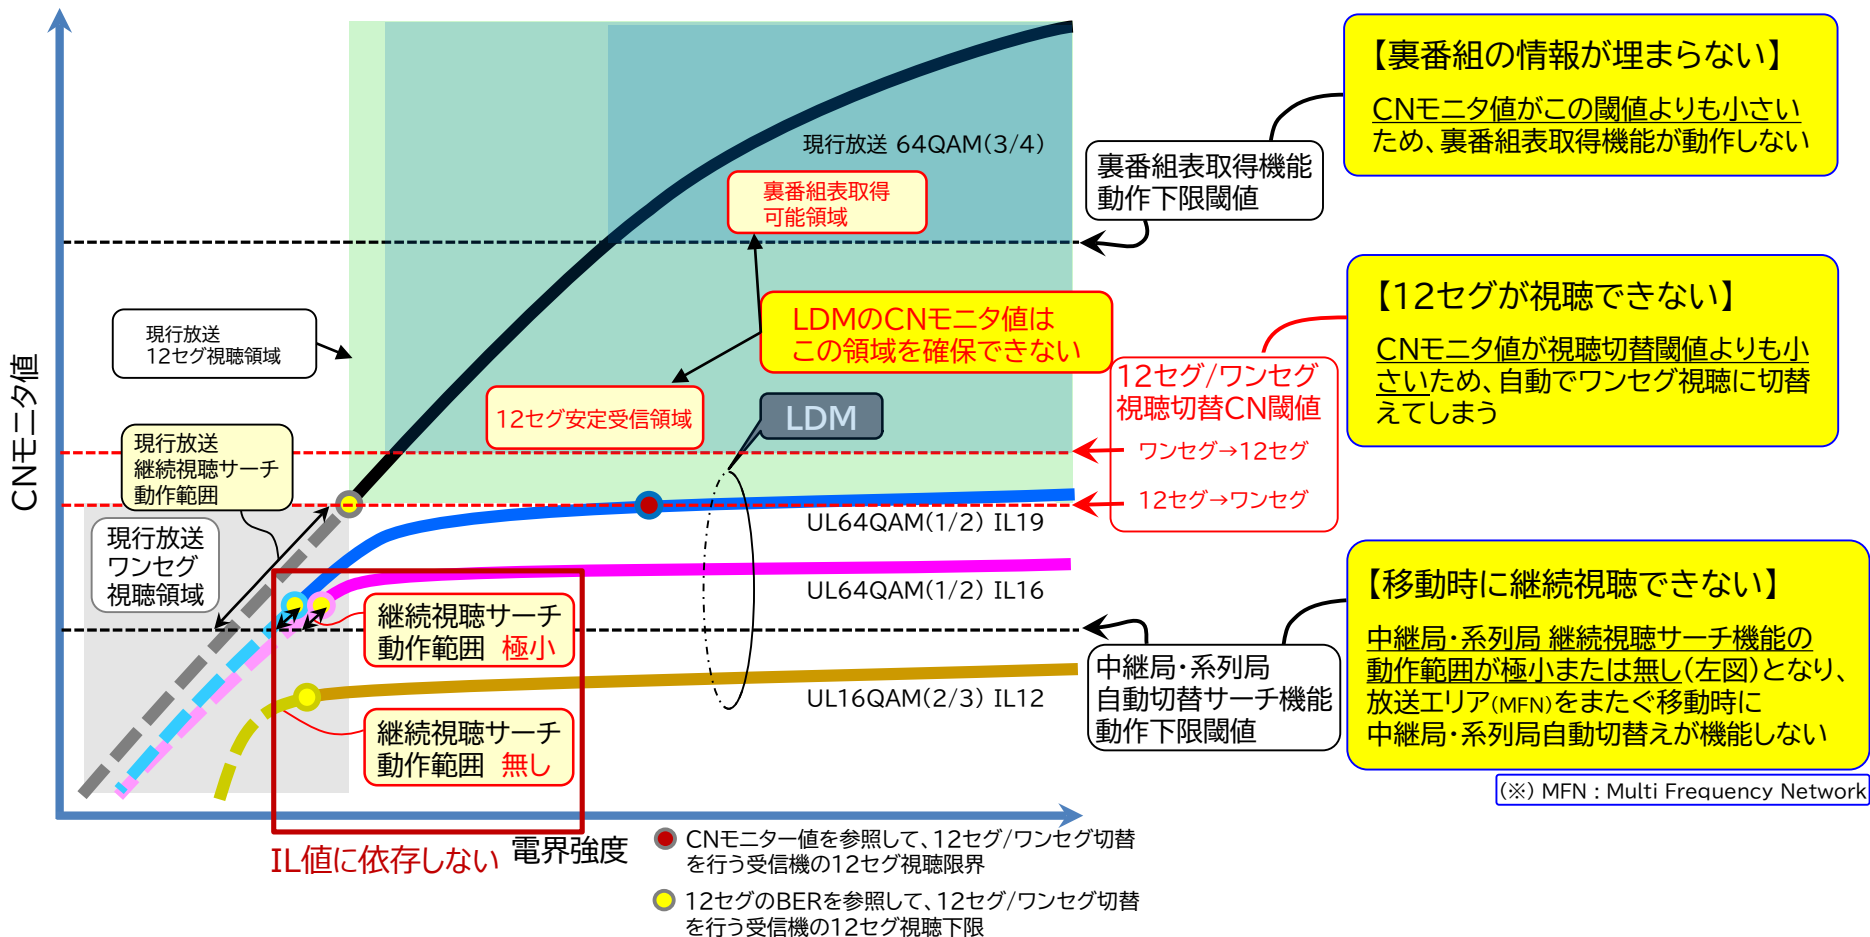 【裏番組の情報が埋まらない】
CNモニタ値がこの閾値よりも小さい
ため、裏番組表取得機能が動作しない
現行放送 64QAM(3/4)
裏番組表取得機能
動作下限閾値
裏番組表取得
可能領域
【12セグが視聴できない】
CNモニタ値が視聴切替閾値よりも小
さいため、自動でワンセグ視聴に切替
えてしまう
LDMのCNモニタ値は
この領域を確保できない
現行放送
12セグ視聴領域
12セグ/ワンセグ
視聴切替CN閾値
ワンセグ→12セグ
12セグ→ワンセグ
12セグ安定受信領域
LDM
CNモニタ値
現行放送
継続視聴サーチ
動作範囲
現行放送
ワンセグ
視聴領域
UL64QAM(1/2) IL19
UL64QAM(1/2) IL16
UL16QAM(2/3) IL12
継続視聴サーチ
動作範囲 極小
継続視聴サーチ
動作範囲 無し
【移動時に継続視聴できない】
中継局・系列局 継続視聴サーチ機能の
動作範囲が極小または無し(左図)となり、
放送エリア(MFN)をまたぐ移動時に
中継局・系列局自動切替えが機能しない
中継局・系列局
自動切替サーチ機能
動作下限閾値
(※) MFN : Multi Frequency Network
IL値に依存しない
電界強度
CNモニター値を参照して、12セグ/ワンセグ切替
を行う受信機の12セグ視聴限界
12セグのBERを参照して、12セグ/ワンセグ切替
を行う受信機の12セグ視聴下限